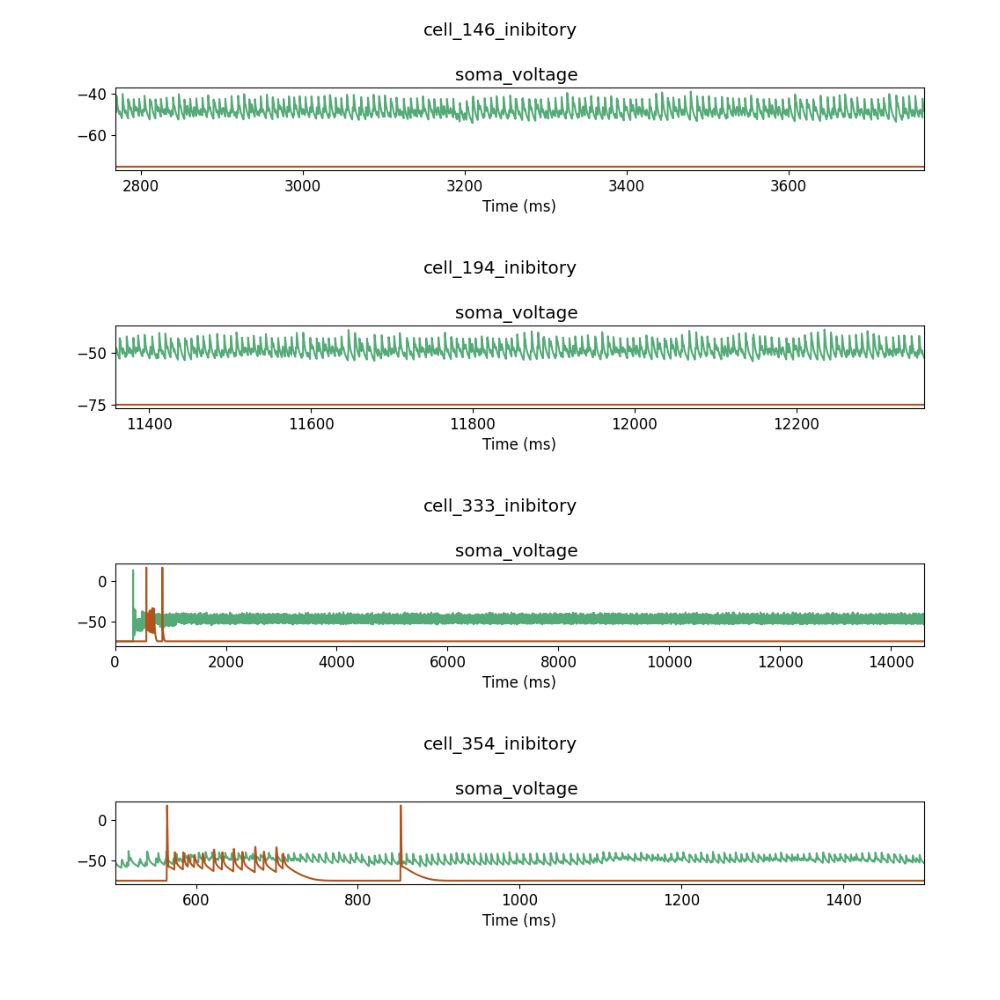 cell_146_inibitory
soma_voltage
−40
−60
2800 3000 3200 3400 3600
Time (ms)
cell_194_inibitory
soma_voltage
−50
−75
11400 11600 11800 12000 12200
Time (ms)
cell_333_inibitory
soma_voltage
0
−50
0 2000 4000 6000 8000 10000 12000 14000
Time (ms)
cell_354_inibitory
soma_voltage
0
−50
600 800 1000 1200 1400
Time (ms)